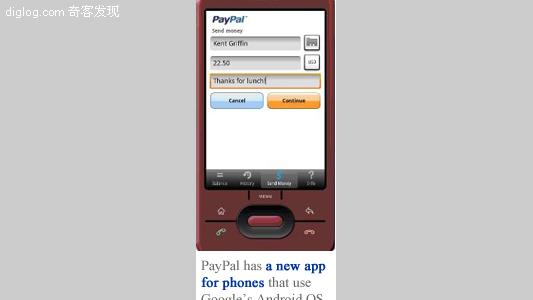 diglog.com 奇客发现
PayPal
Send money
Kent Griffin
22.50
USD
Thanks for lunch!
Cancel
Continue
Balance
History
Send Money
Info
MENU
PayPal has a new app
for phones that use
Google's Android OS